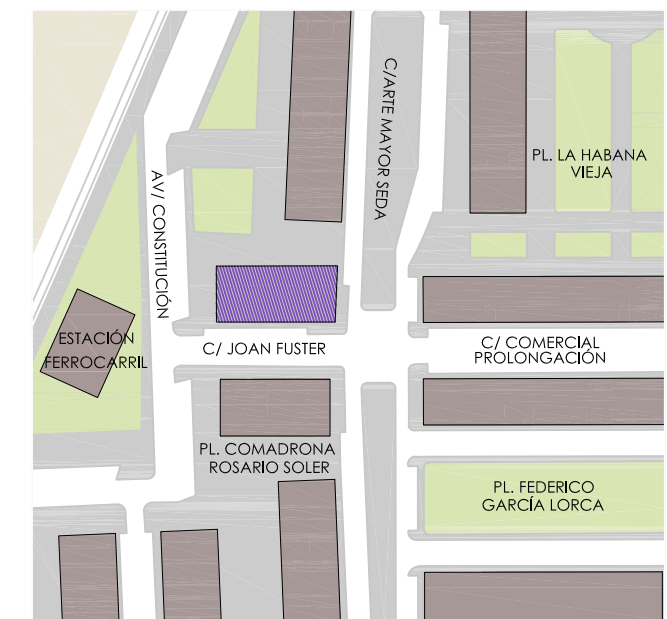 C/ARTE MAYOR SEDA
PL. LA HABANA
VIEJA
AV/ CONSTITUCIÓN
ESTACIÓN
FERROCARRIL
C/ JOAN FUSTER
C/ COMERCIAL
PROLONGACIÓN
PL. COMADRONA
ROSARIO SOLER
PL. FEDERICO
GARCÍA LORCA